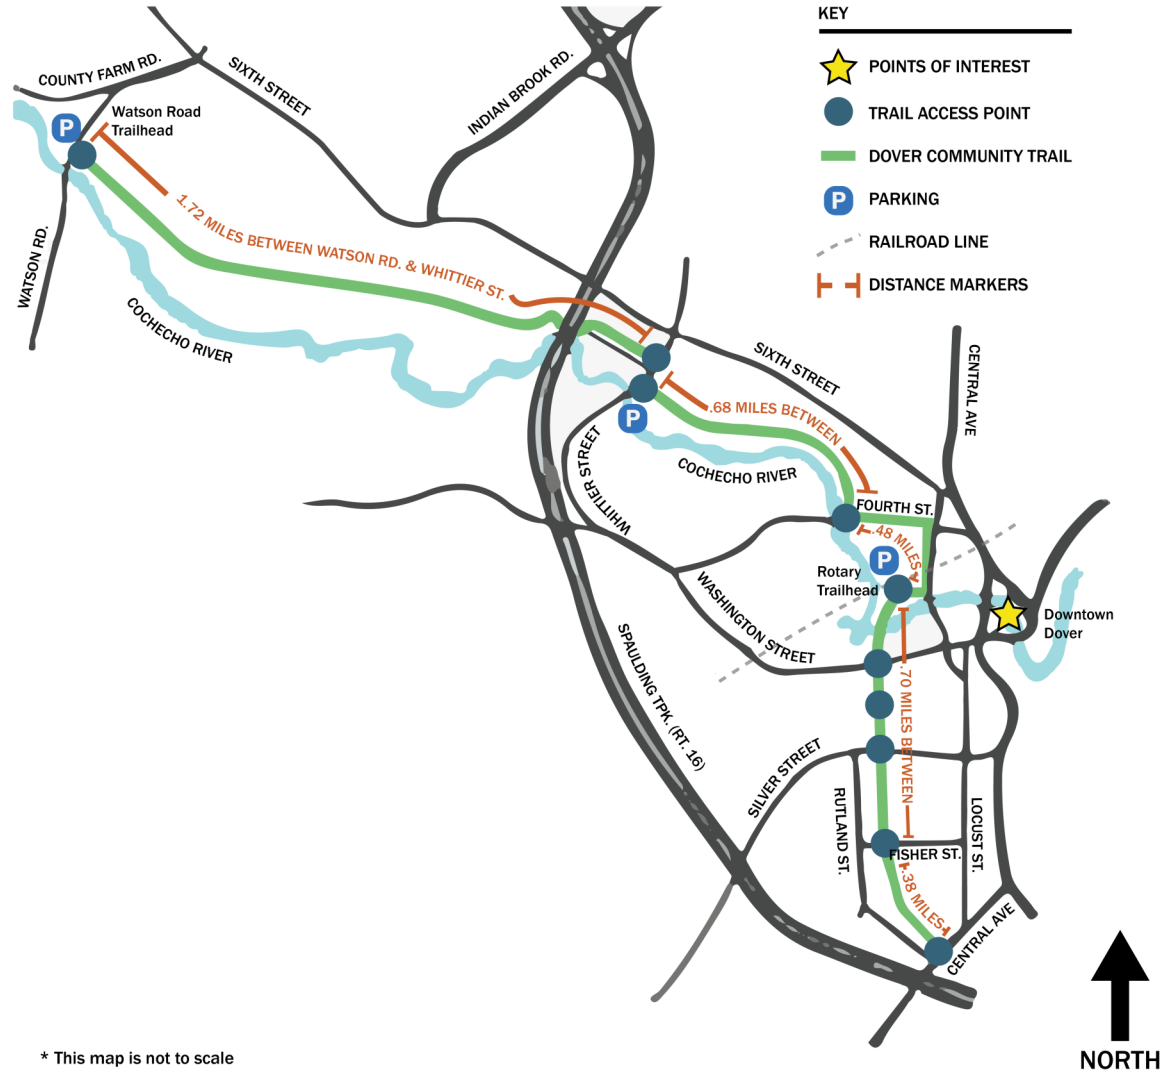 KEY
POINTS OF INTEREST
TRAIL ACCESS POINT
DOVER COMMUNITY TRAIL
P
PARKING
RAILROAD LINE
DISTANCE MARKERS
COUNTY FARM RD.
SIXTH STREET
INDIAN BROOK RD.
P
Watson Road
Trailhead
WATSON RD.
1.72 MILES BETWEEN WATSON RD. & WHITTIER ST.
COCHECHO RIVER
SIXTH STREET
CENTRAL AVE
.68 MILES BETWEEN
P
WHITTIER STREET
COCHECHO RIVER
FOURTH ST.
.48 MILES
P
Rotary
Trailhead
WASHINGTON STREET
Downtown
Dover
SPAULDING TPK. (RT. 16)
.70 MILES BETWEEN
SILVER STREET
RUTLAND ST.
LOCUST ST.
FISHER ST.
.38 MILES
CENTRAL AVE
NORTH
* This map is not to scale